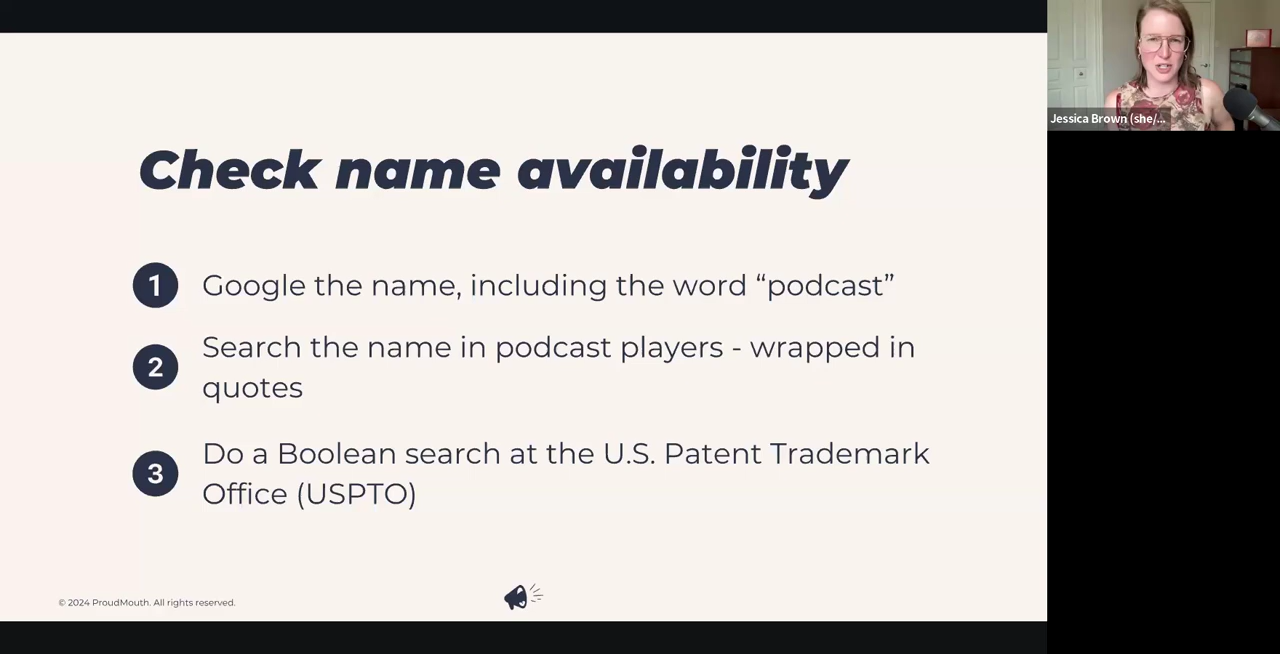 Check name availability
1 Google the name, including the word “podcast”
2 Search the name in podcast players - wrapped in
quotes
3 Do a Boolean search at the U.S. Patent Trademark
Office (USPTO)
© 2024 ProudMouth. All rights reserved.
Jessica Brown (she/...